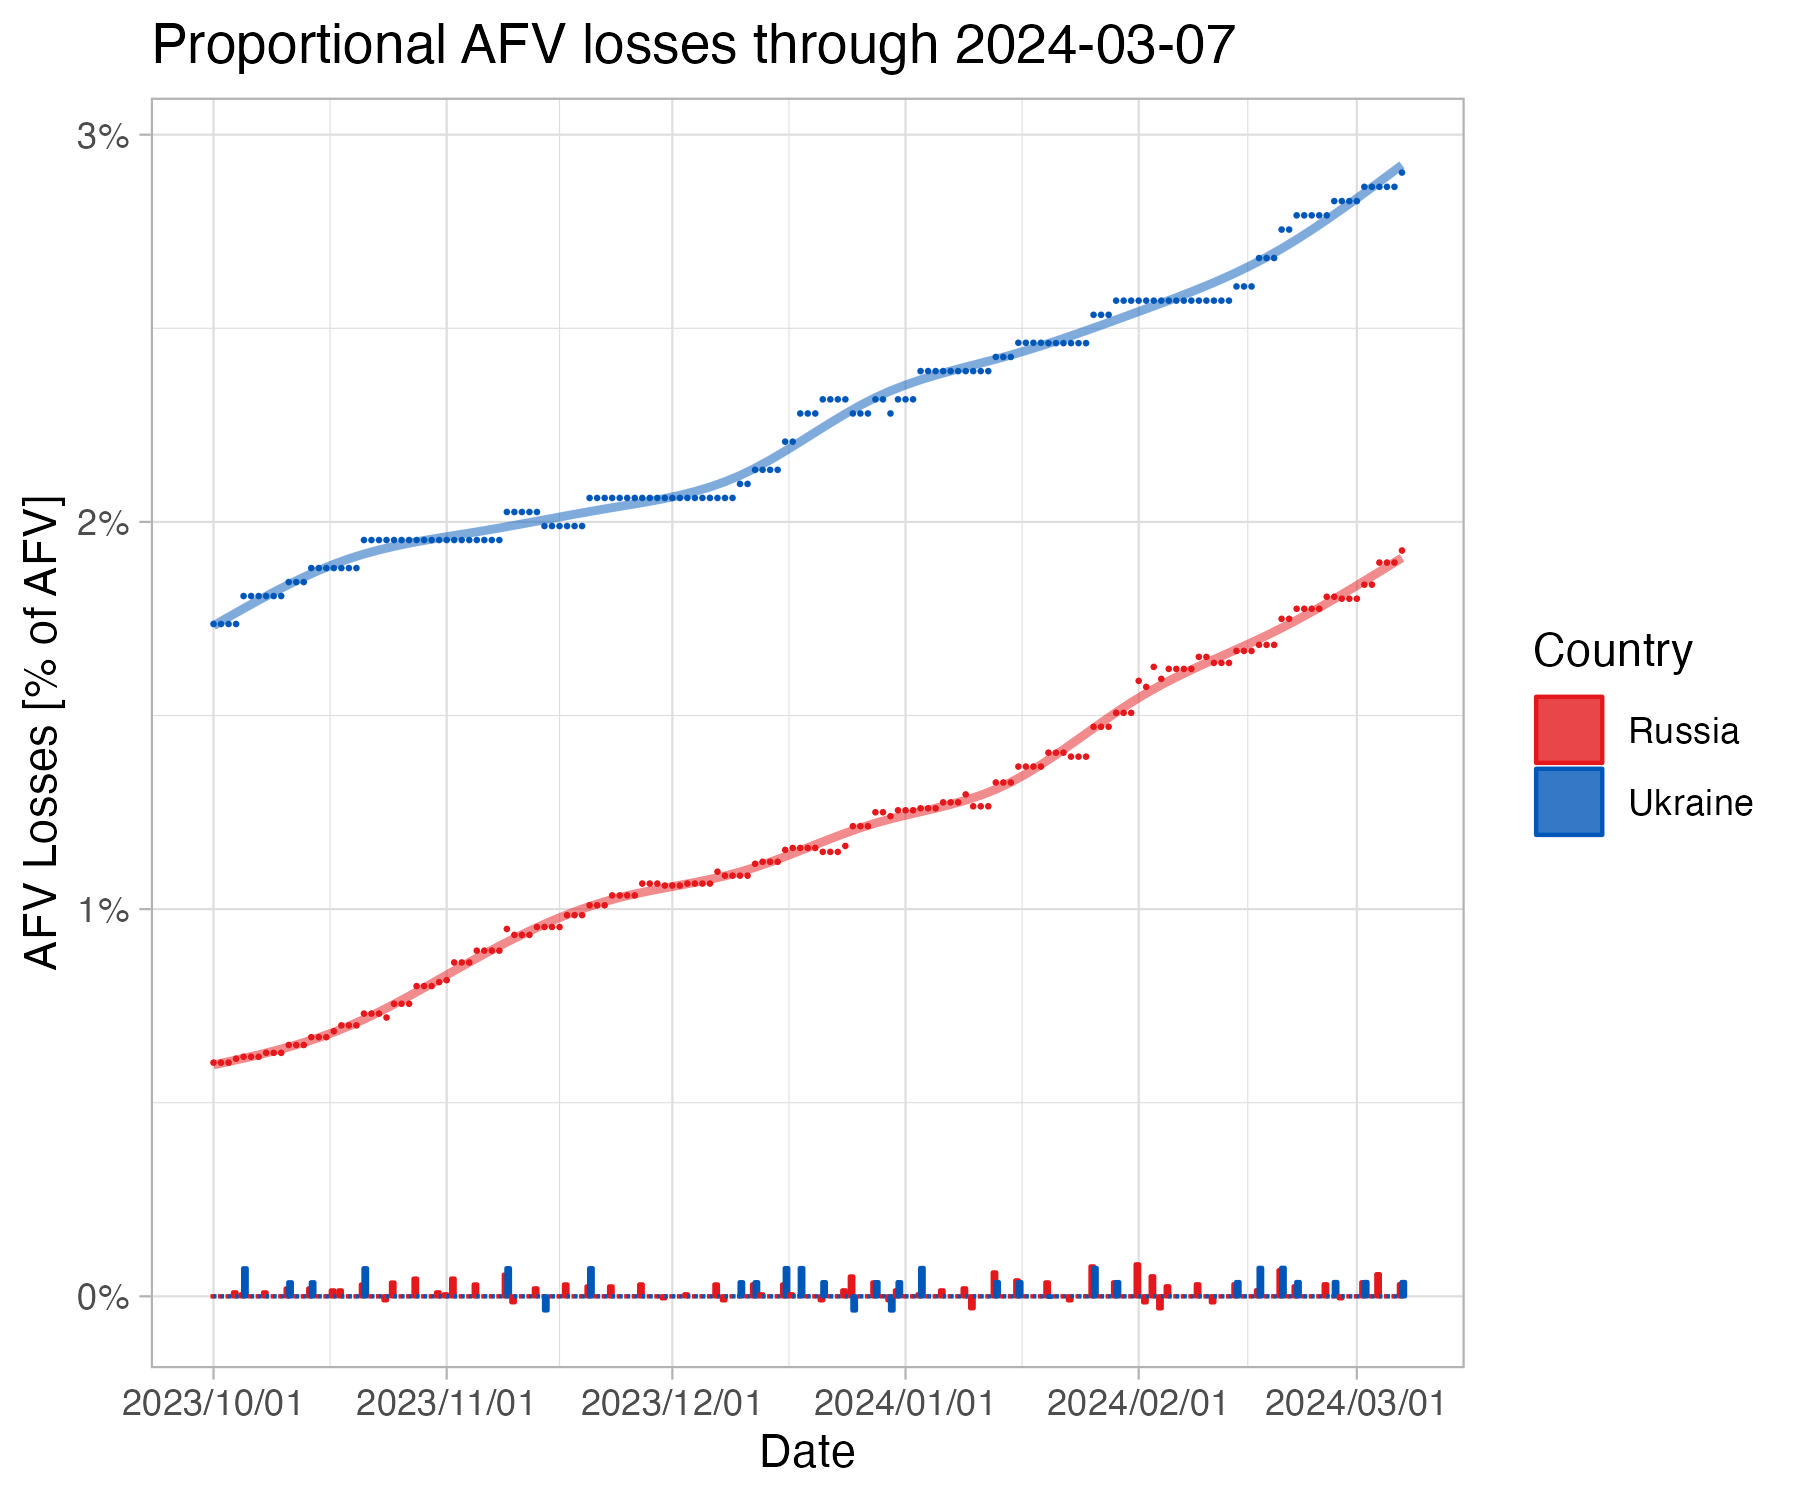 Proportional AFV losses through 2024-03-07
AFV Losses [% of AFV]
3%
2%
1%
0%
2023/10/01
2023/11/01
2023/12/01
2024/01/01
2024/02/01
2024/03/01
Date
Country
Russia
Ukraine